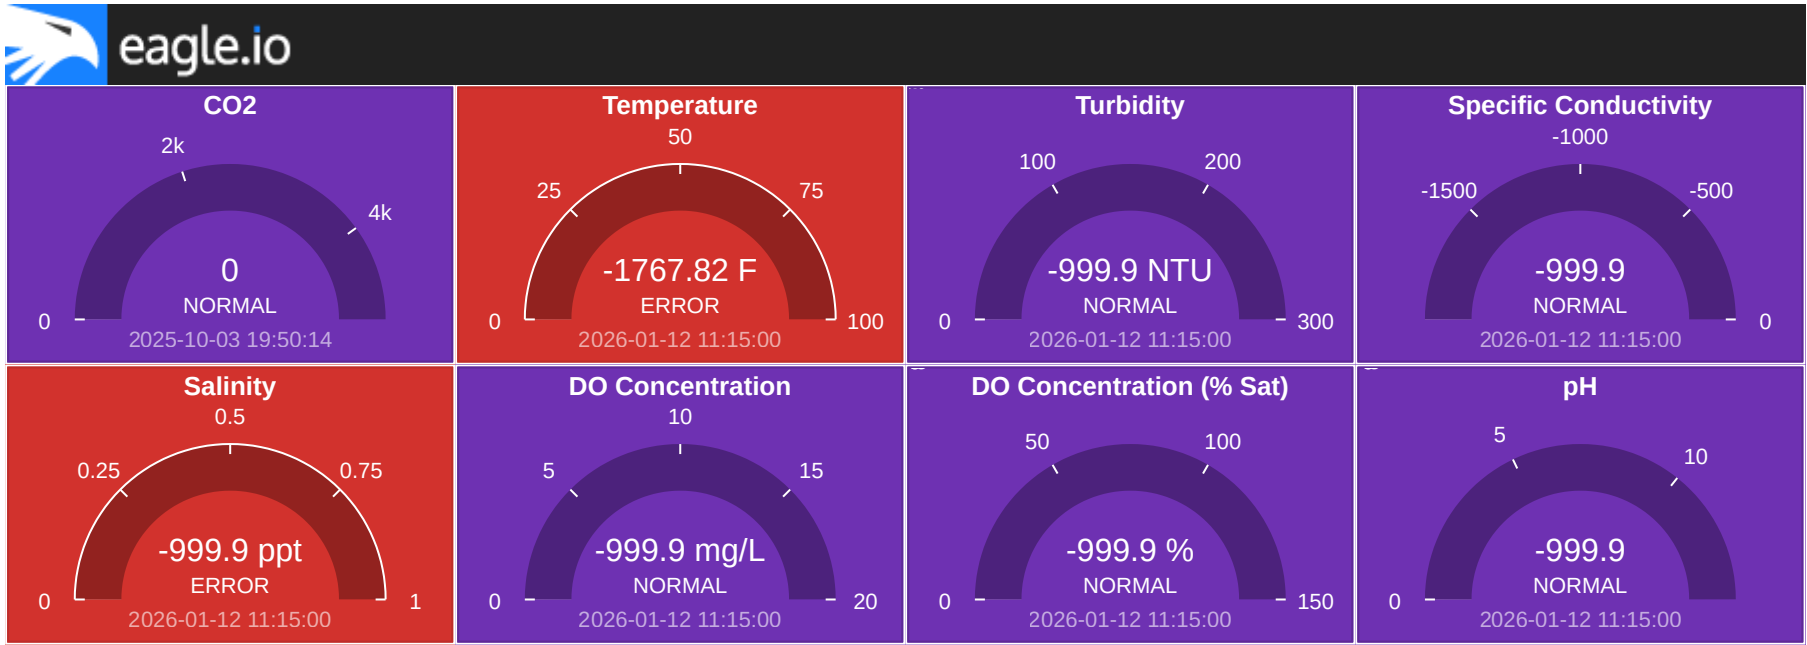 eagle.io
CO2
2k
4k
0
NORMAL
0
2025-10-03 19:50:14
Temperature
50
25
75
-1767.82 F
ERROR
0
100
2026-01-12 11:15:00
Turbidity
100
200
-999.9 NTU
NORMAL
0
300
2026-01-12 11:15:00
Specific Conductivity
-1000
-1500
-500
-999.9
NORMAL
0
2026-01-12 11:15:00
Salinity
0.5
0.25
0.75
-999.9 ppt
ERROR
0
1
2026-01-12 11:15:00
DO Concentration
10
5
15
-999.9 mg/L
NORMAL
0
20
2026-01-12 11:15:00
DO Concentration (% Sat)
50
100
-999.9 %
NORMAL
0
150
2026-01-12 11:15:00
pH
5
10
-999.9
NORMAL
0
2026-01-12 11:15:00